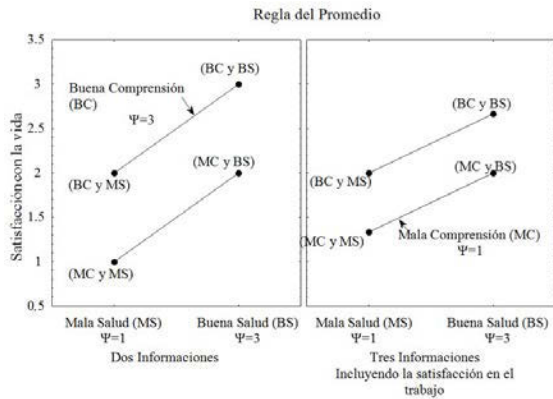 Regla del Promedio
Satisfacción con la vida
3.5
3
2.5
2
1.5
1
0.5
Buena Comprensión
(BC)
Ψ=3
(BC y BS)
(BC y MS)
(MC y BS)
(MC y MS)
Mala Salud (MS)
Ψ=1
Buena Salud (BS)
Ψ=3
Dos Informaciones
(BC y BS)
(BC y MS)
(MC y BS)
(MC y MS)
Mala Comprensión (MC)
Ψ=1
Mala Salud (MS)
Ψ=1
Buena Salud (BS)
Ψ=3
Tres Informaciones
Incluyendo la satisfacción en el
trabajo